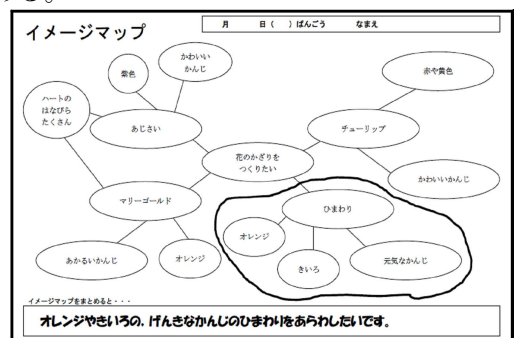 する。
イメージマップ
月 日( )ばんごう なまえ
かわいい
かんじ
紫色
赤や黄色
ハートの
はなびら
たくさん
あじさい
チューリップ
花のかざりを
つくりたい
かわいいかんじ
マリーゴールド
ひまわり
オレンジ
あかるいかんじ
オレンジ
きいろ
元気なかんじ
イメージマップをまとめると・・・
オレンジやきいろの、げんきなかんじのひまわりをあらわしたいです。